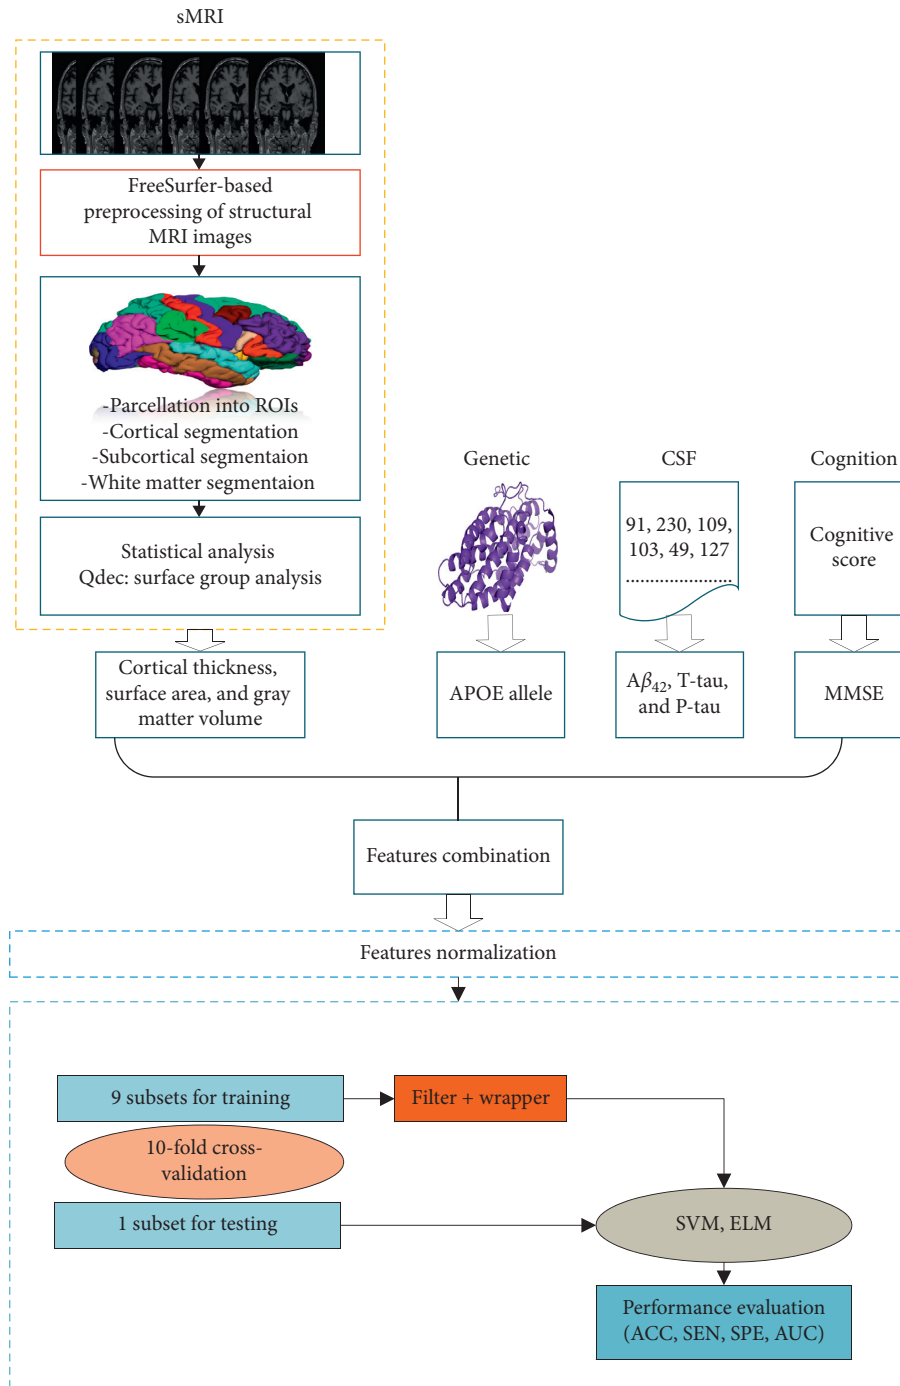 sMRI
FreeSurfer-based
preprocessing of structural
MRI images
-Parcellation into ROIs
-Cortical segmentation
-Subcortical segmentaion
-White matter segmentaion
Statistical analysis
Qdec: surface group analysis
Cortical thickness,
surface area, and gray
matter volume
Genetic
APOE allele
CSF
91, 230, 109,
103, 49, 127
......................
Aβ₄₂, T-tau,
and P-tau
Cognition
Cognitive
score
MMSE
Features combination
Features normalization
9 subsets for training
Filter + wrapper
10-fold cross-
validation
1 subset for testing
SVM, ELM
Performance evaluation
(ACC, SEN, SPE, AUC)